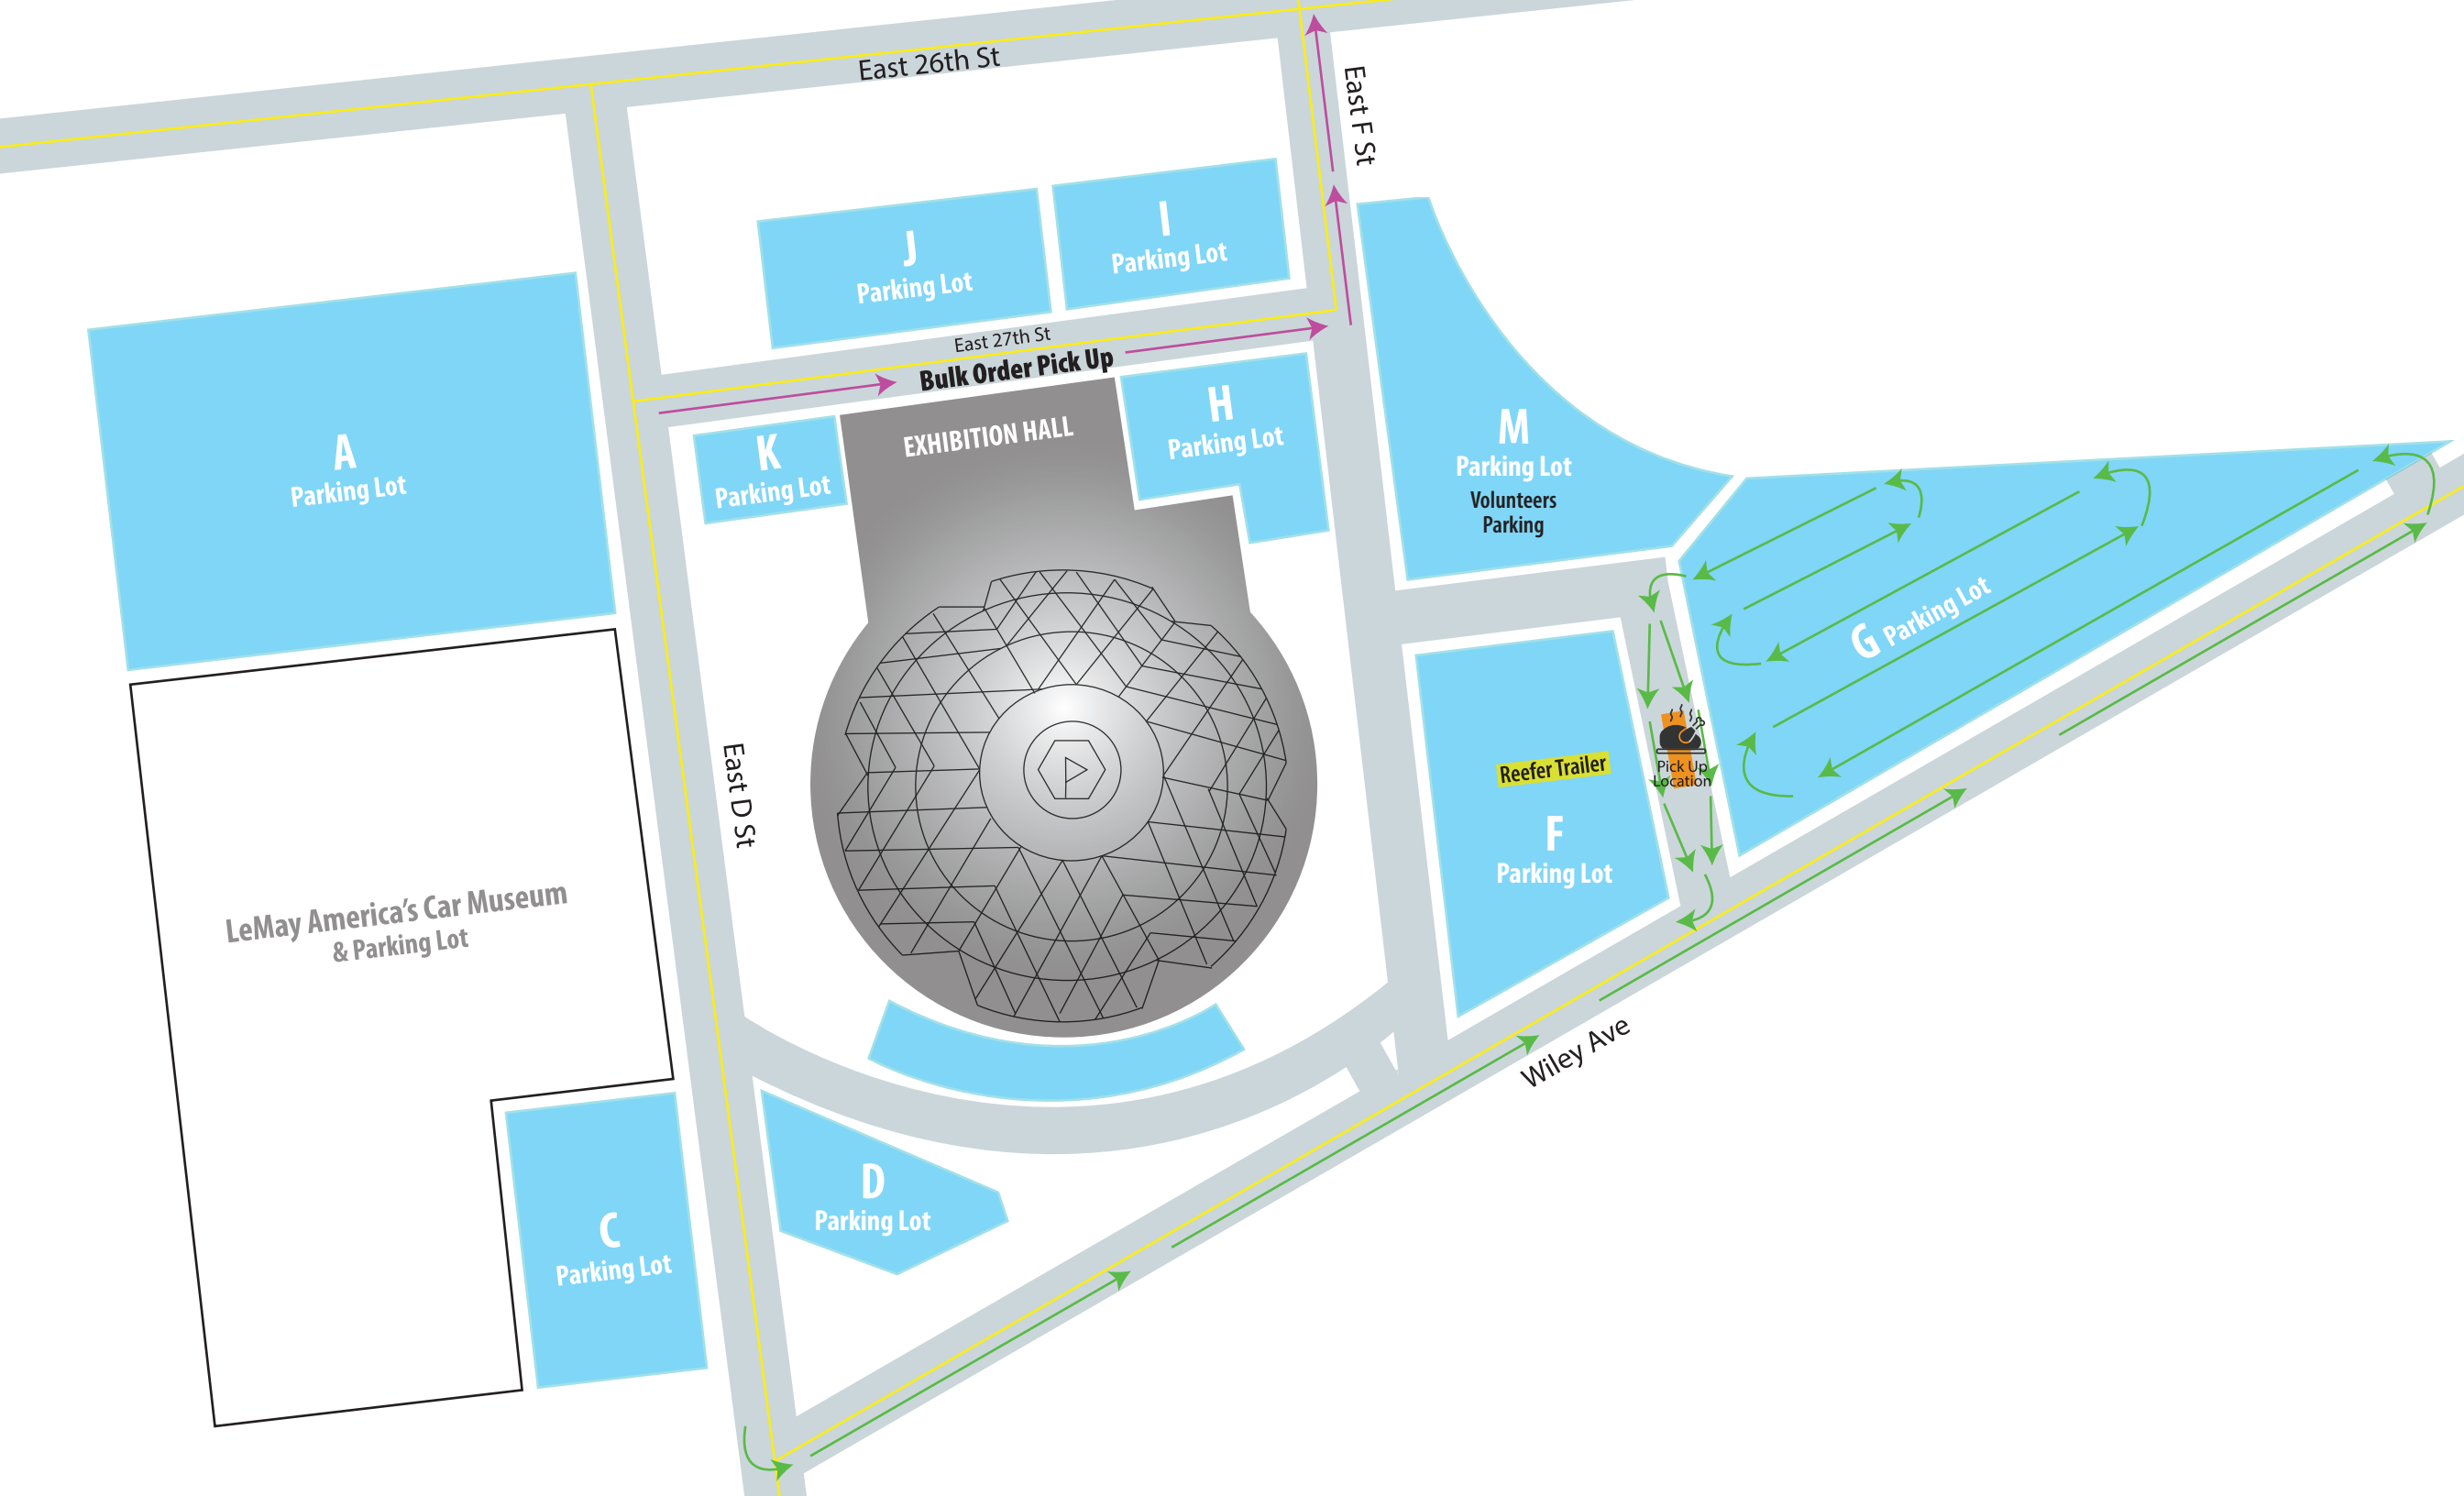 East 26th St
East F St
J
Parking Lot
I
Parking Lot
East 27th St
Bulk Order Pick Up
A
Parking Lot
K
Parking Lot
EXHIBITION HALL
H
Parking Lot
M
Parking Lot
Volunteers
Parking
G Parking Lot
East D St
Reefer Trailer
Pick Up
Location
F
Parking Lot
LeMay America's Car Museum
& Parking Lot
Wiley Ave
D
Parking Lot
C
Parking Lot